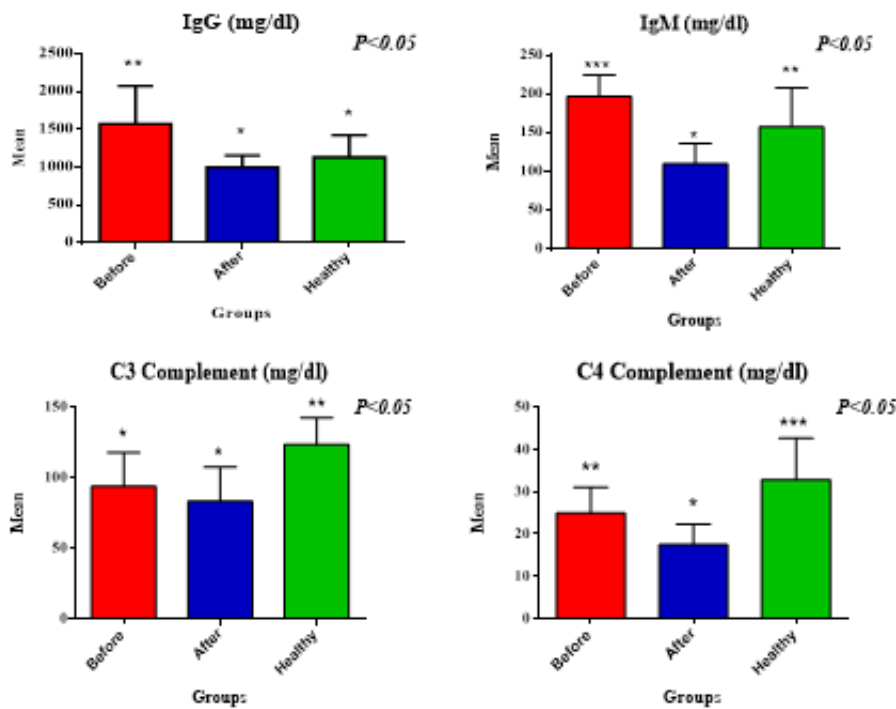 IgG (mg/dl)
P<0.05
2500
2000
1500
1000
500
0
Mean
**
*
*
Before
After
Healthy
Groups
IgM (mg/dl)
P<0.05
250
200
150
100
50
0
Mean
***
*
**
Before
After
Healthy
Groups
C3 Complement (mg/dl)
P<0.05
150
100
50
0
Mean
*
*
**
Before
After
Healthy
Groups
C4 Complement (mg/dl)
P<0.05
50
40
30
20
10
0
Mean
**
*
***
Before
After
Healthy
Groups